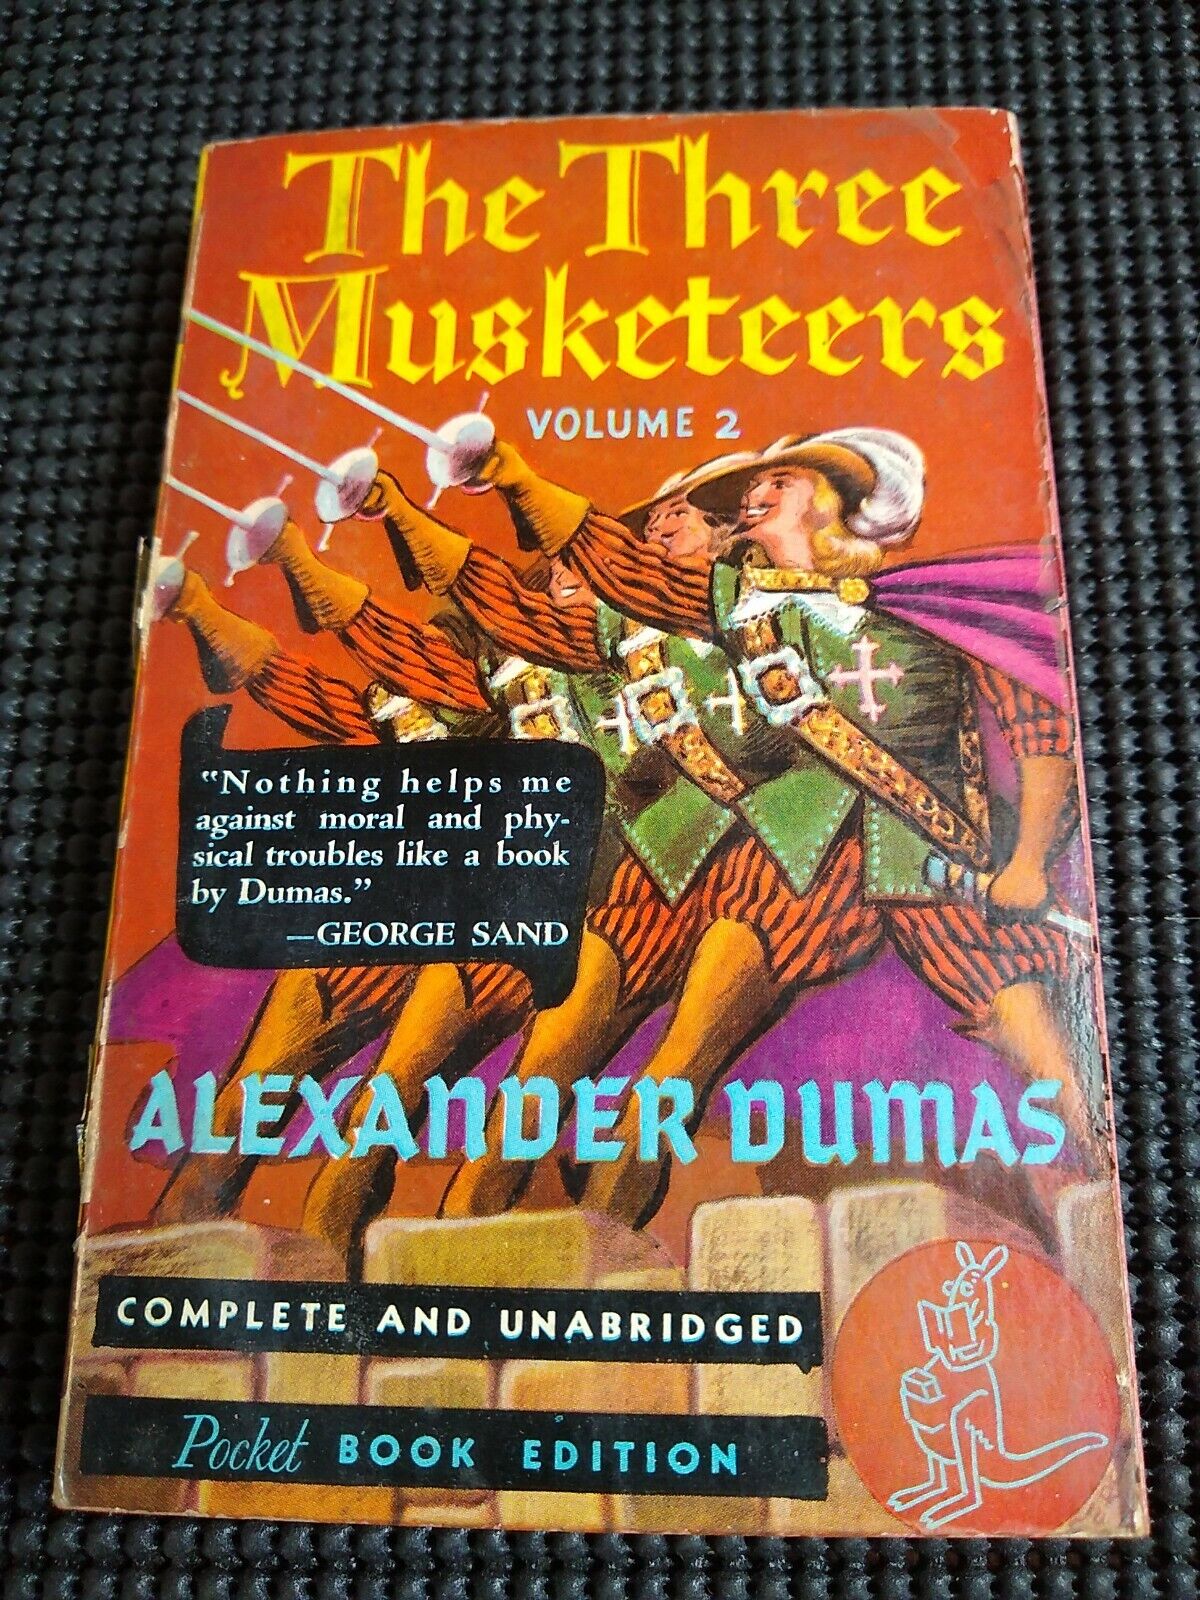 The Three
Musketeers
VOLUME 2
"Nothing helps me
against moral and phy-
sical troubles like a book
by Dumas."
—GEORGE SAND
ALEXANDER DUMAS
COMPLETE AND UNABRIDGED
Pocket BOOK EDITION